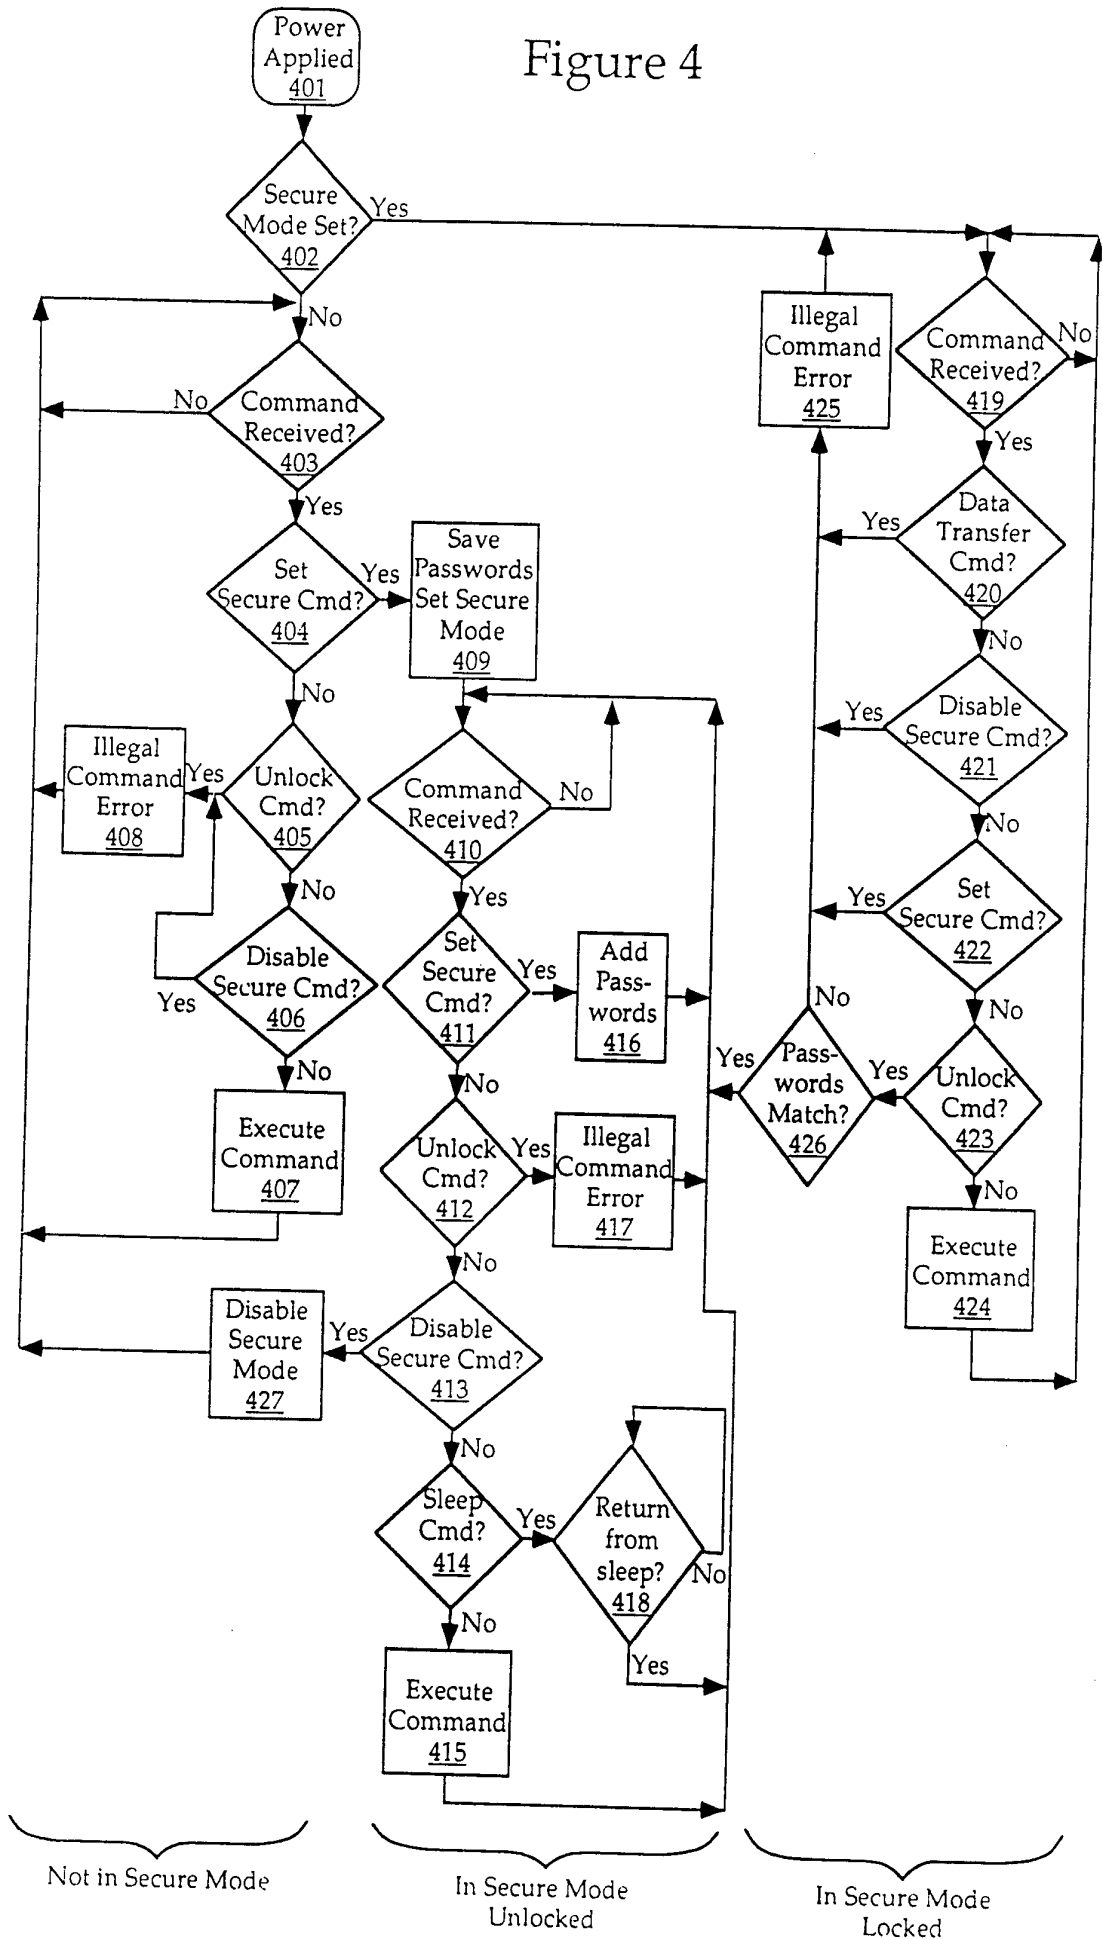 Figure 4
Power
Applied
401
Secure
Mode Set?
402
Yes
No
Command
Received?
403
No
Yes
Set
Secure Cmd?
404
Yes
No
Save
Passwords
Set Secure
Mode
409
Unlock
Cmd?
405
Yes
No
Illegal
Command
Error
408
Disable
Secure Cmd?
406
Yes
No
Execute
Command
407
Command
Received?
410
No
Yes
Set
Secure
Cmd?
411
Yes
No
Add
Pass-
words
416
Unlock
Cmd?
412
Yes
No
Illegal
Command
Error
417
Disable
Secure Cmd?
413
Yes
No
Disable
Secure
Mode
427
Sleep
Cmd?
414
Yes
No
Return
from
sleep?
418
No
Yes
Execute
Command
415
Illegal
Command
Error
425
Command
Received?
419
No
Yes
Data
Transfer
Cmd?
420
Yes
No
Disable
Secure Cmd?
421
Yes
No
Set
Secure Cmd?
422
Yes
No
Unlock
Cmd?
423
Yes
No
Pass-
words
Match?
426
Yes
No
Execute
Command
424
Not in Secure Mode
In Secure Mode
Unlocked
In Secure Mode
Locked